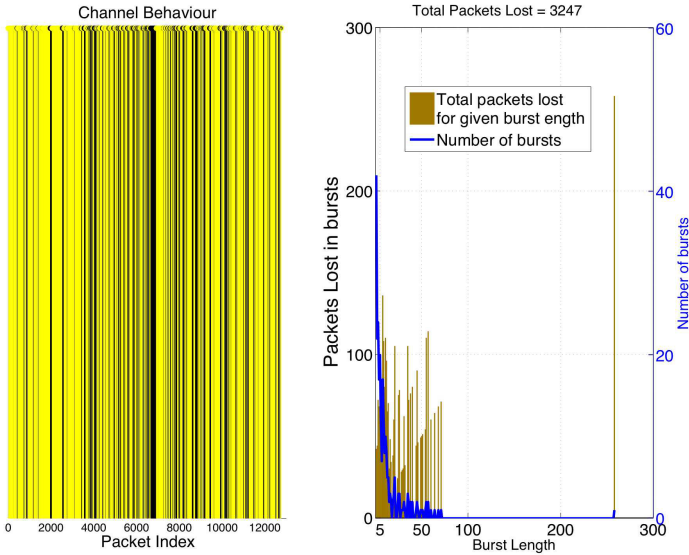 Channel Behaviour
0 2000 4000 6000 8000 10000 12000
Packet Index
Total Packets Lost = 3247
300
200
100
0
Packets Lost in bursts
Total packets lost
for given burst ength
Number of bursts
5 50 100 200 300
Burst Length
60
40
20
0
Number of bursts